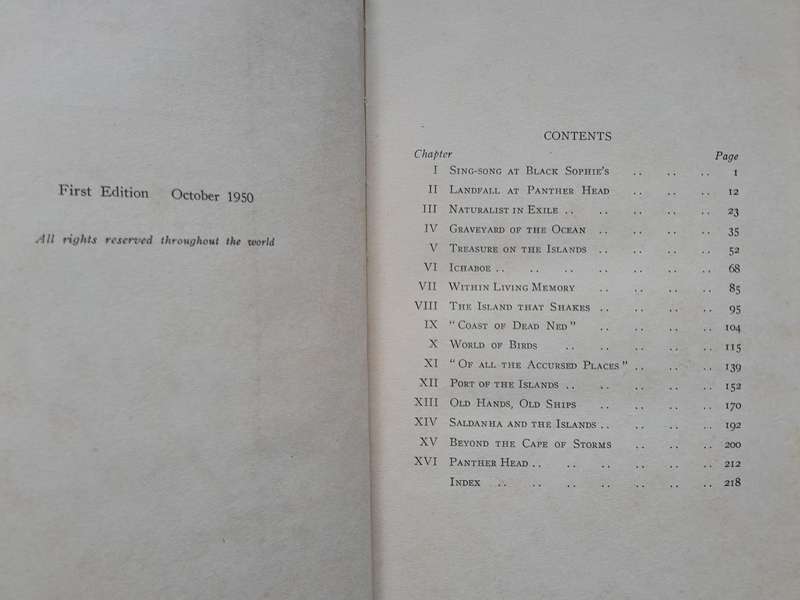 First Edition October 1950
All rights reserved throughout the world
CONTENTS
Chapter Page
I SING-SONG AT BLACK SOPHIE'S .. .. .. 1
II LANDFALL AT PANTHER HEAD .. .. .. 12
III NATURALIST IN EXILE .. .. .. .. .. 23
IV GRAVEYARD OF THE OCEAN .. .. .. .. 35
V TREASURE ON THE ISLANDS .. .. .. .. 52
VI ICHABOE .. .. .. .. .. .. .. 68
VII WITHIN LIVING MEMORY .. .. .. .. 85
VIII THE ISLAND THAT SHAKES .. .. .. .. 95
IX "COAST OF DEAD NED" .. .. .. .. 104
X WORLD OF BIRDS .. .. .. .. .. 115
XI "OF ALL THE ACCURSED PLACES" .. .. .. 139
XII PORT OF THE ISLANDS .. .. .. .. .. 152
XIII OLD HANDS, OLD SHIPS .. .. .. .. 170
XIV SALDANHA AND THE ISLANDS .. .. .. .. 192
XV BEYOND THE CAPE OF STORMS .. .. .. 200
XVI PANTHER HEAD .. .. .. .. .. .. 212
INDEX .. .. .. .. .. .. .. 218